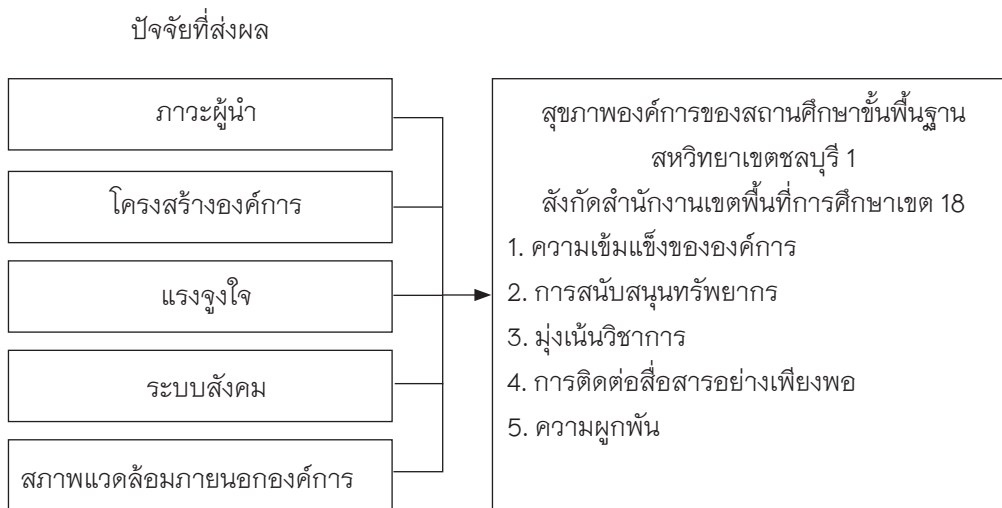 ปัจจัยที่ส่งผล
ภาวะผู้นำ
โครงสร้างองค์การ
แรงจูงใจ
ระบบสังคม
สภาพแวดล้อมภายนอกองค์การ
สุขภาพองค์การของสถานศึกษาขั้นพื้นฐาน
สหวิทยาเขตชลบุรี 1
สังกัดสำนักงานเขตพื้นที่การศึกษาเขต 18
1. ความเข้มแข็งขององค์การ
2. การสนับสนุนทรัพยากร
3. มุ่งเน้นวิชาการ
4. การติดต่อสื่อสารอย่างเพียงพอ
5. ความผูกพัน